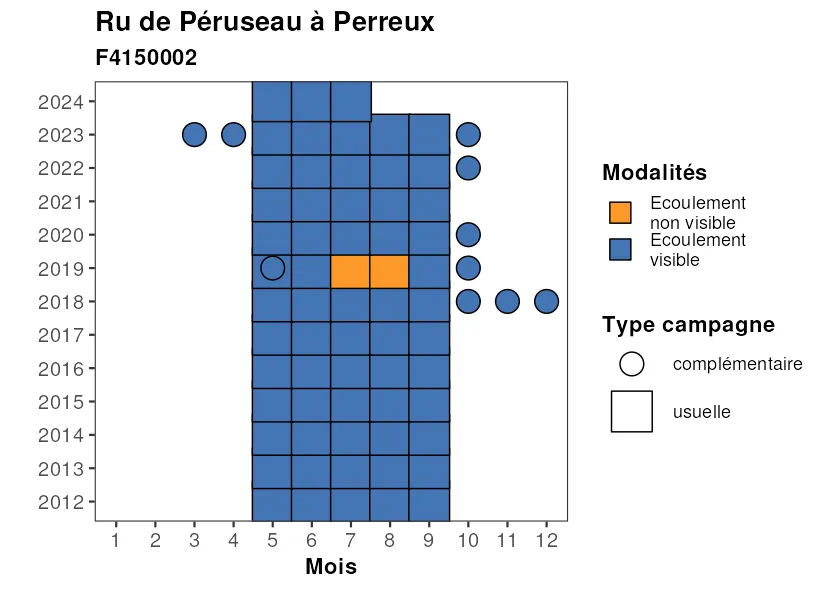 Ru de Péruseau à Perreux
F4150002
2024
2023
2022
2021
2020
2019
2018
2017
2016
2015
2014
2013
2012
1 2 3 4 5 6 7 8 9 10 11 12
Mois
Modalités
Ecoulement
non visible
Ecoulement
visible
Type campagne
complémentaire
usuelle